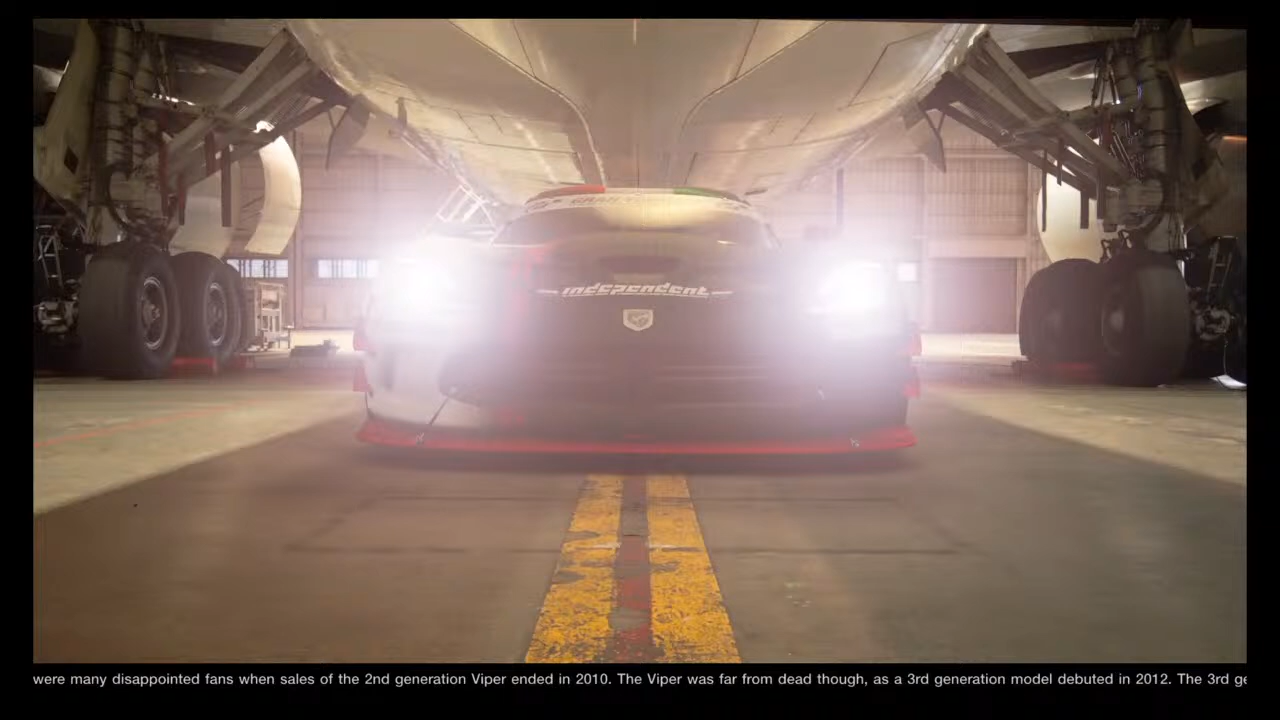 independent
were many disappointed fans when sales of the 2nd generation Viper ended in 2010. The Viper was far from dead though, as a 3rd generation model debuted in 2012. The 3rd ge